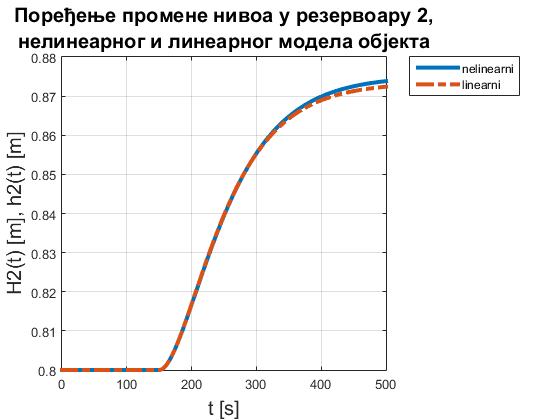 Поређење промене нивоа у резервоару 2,
нелинеарног и линеарног модела објекта
nelinearni
linearni
H2(t) [m], h2(t) [m]
0.88
0.87
0.86
0.85
0.84
0.83
0.82
0.81
0.8
0 100 200 300 400 500
t [s]